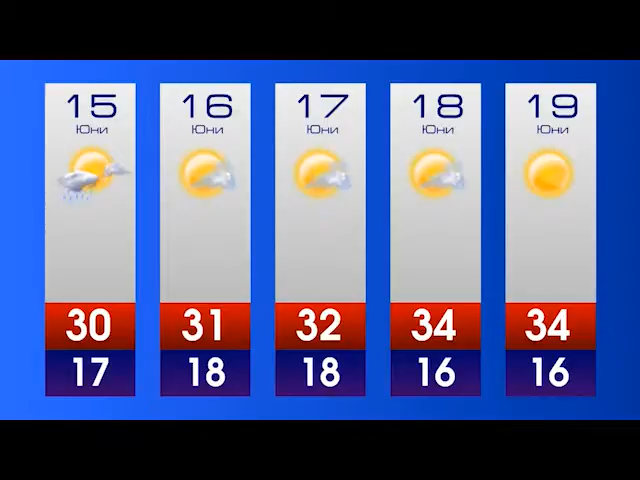 15 16 17 18 19
Юни Юни Юни Юни Юни
30 31 32 34 34
17 18 18 16 16